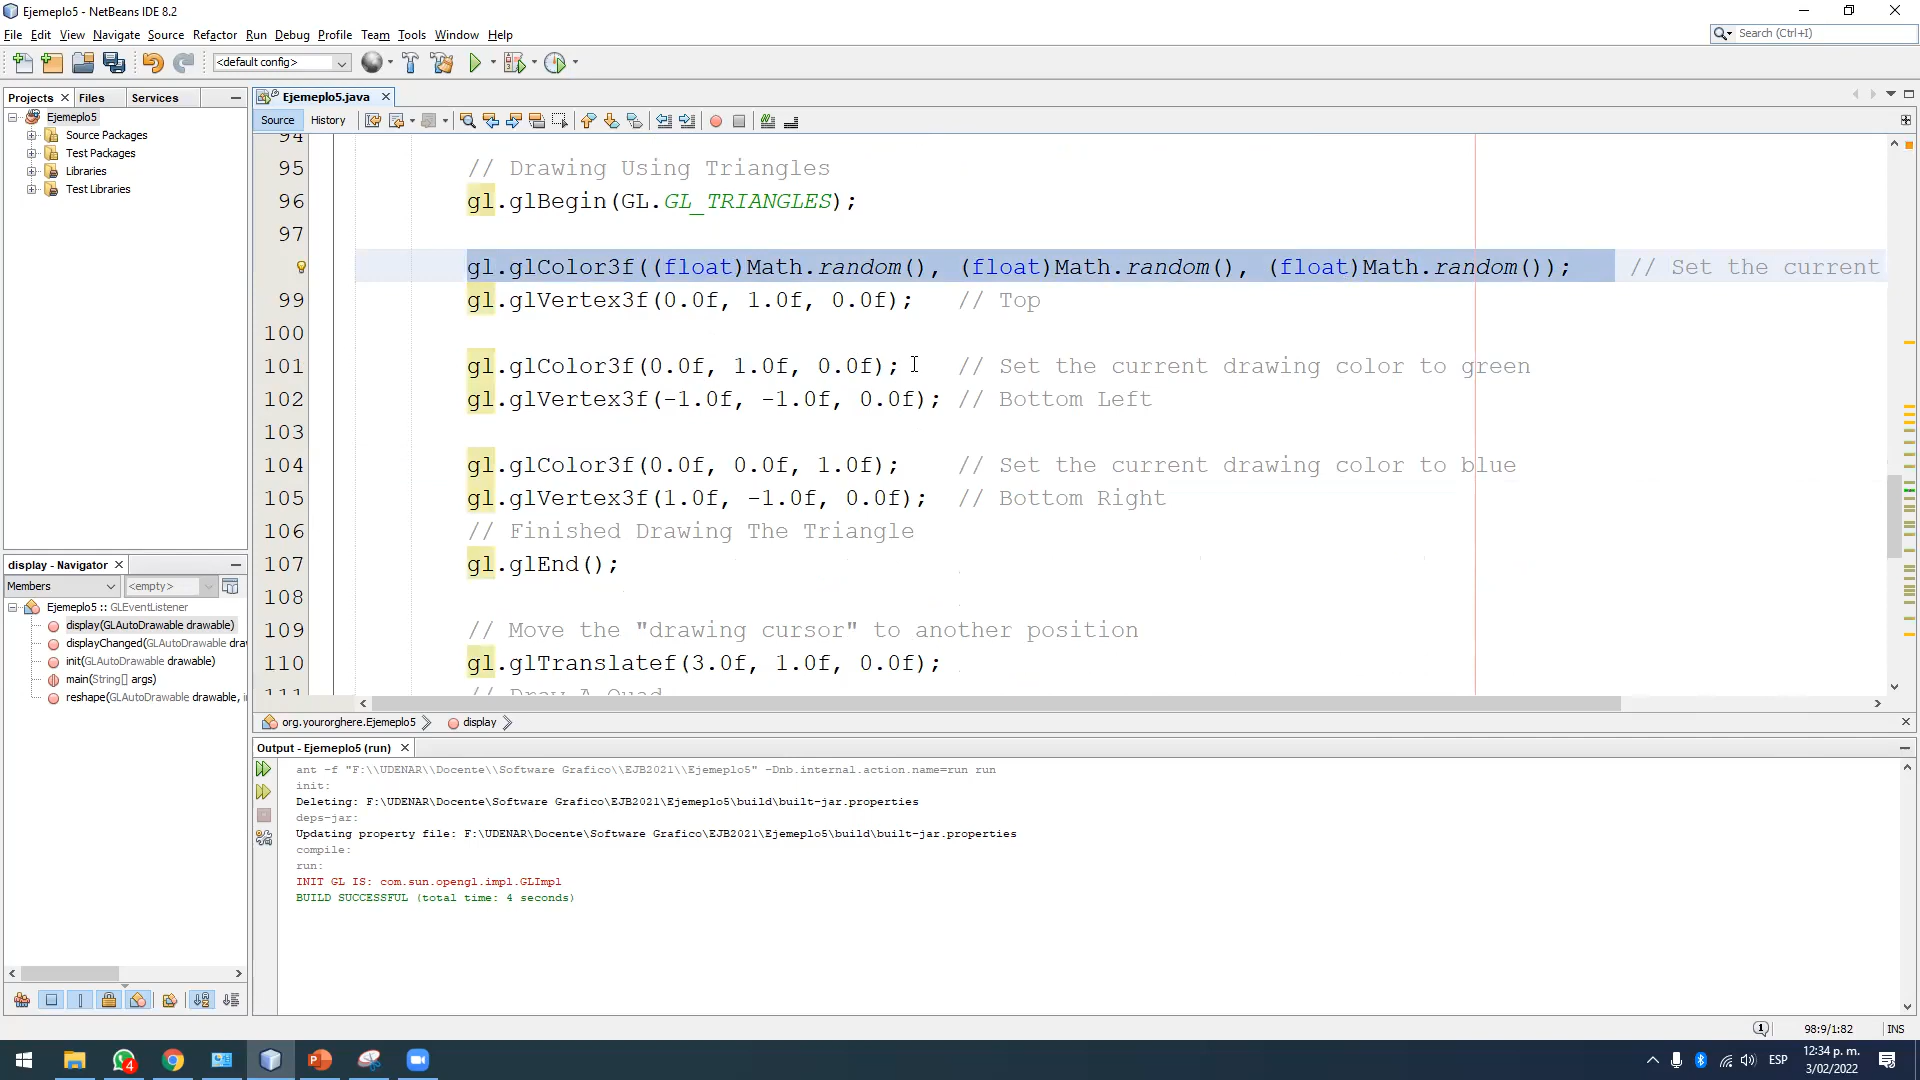 Ejemeplo5 - NetBeans IDE 8.2
File Edit View Navigate Source Refactor Run Debug Profile Team Tools Window Help
Search (Ctrl+I)
<default config>
Projects Files Services
Ejemeplo5.java
Ejemeplo5
Source Packages
Test Packages
Libraries
Test Libraries
Source History
94
95 // Drawing Using Triangles
96 gl.glBegin(GL.GL_TRIANGLES);
97
gl.glColor3f((float)Math.random(), (float)Math.random(), (float)Math.random()); // Set the current
99 gl.glVertex3f(0.0f, 1.0f, 0.0f); // Top
100
101 gl.glColor3f(0.0f, 1.0f, 0.0f); // Set the current drawing color to green
102 gl.glVertex3f(-1.0f, -1.0f, 0.0f); // Bottom Left
103
104 gl.glColor3f(0.0f, 0.0f, 1.0f); // Set the current drawing color to blue
105 gl.glVertex3f(1.0f, -1.0f, 0.0f); // Bottom Right
106 // Finished Drawing The Triangle
107 gl.glEnd();
108
109 // Move the "drawing cursor" to another position
110 gl.glTranslatef(3.0f, 1.0f, 0.0f);
111 // Draw A Quad
org.yourorghere.Ejemeplo5 display
display - Navigator
Members <empty>
Ejemeplo5 :: GLEventListener
display(GLAutoDrawable drawable)
displayChanged(GLAutoDrawable dra
init(GLAutoDrawable drawable)
main(String[] args)
reshape(GLAutoDrawable drawable, i
Output - Ejemeplo5 (run)
ant -f "F:\\UDENAR\\Docente\\Software Grafico\\EJB2021\\Ejemeplo5" -Dnb.internal.action.name=run run
init:
Deleting: F:\UDENAR\Docente\Software Grafico\EJB2021\Ejemeplo5\build\built-jar.properties
deps-jar:
Updating property file: F:\UDENAR\Docente\Software Grafico\EJB2021\Ejemeplo5\build\built-jar.properties
compile:
run:
INIT GL IS: com.sun.opengl.impl.GLImpl
BUILD SUCCESSFUL (total time: 4 seconds)
1 98:9/1:82 INS
4
ESP
12:34 p. m.
3/02/2022